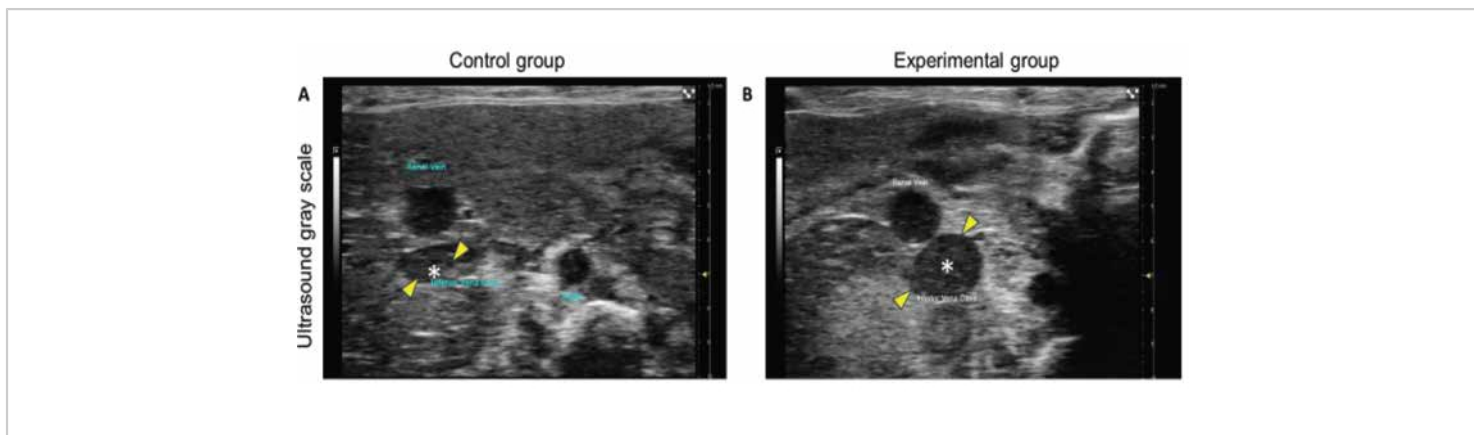 Control group
Experimental group
A
B
Ultrasound gray scale
Renal Vein
Renal Vein
*
*
Vena Cava